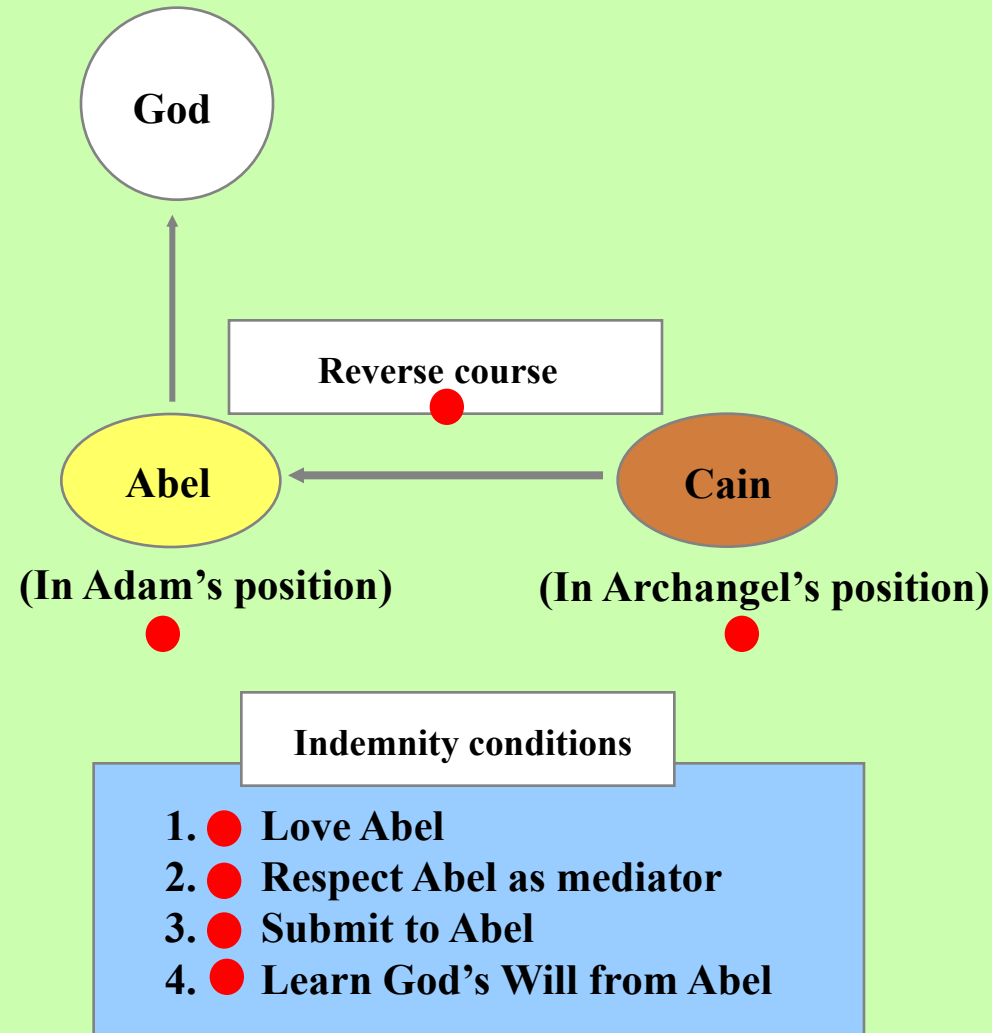 God
Reverse course
Abel
Cain
(In Adam’s position)
(In Archangel’s position)
Indemnity conditions
1. Love Abel
2. Respect Abel as mediator
3. Submit to Abel
4. Learn God’s Will from Abel